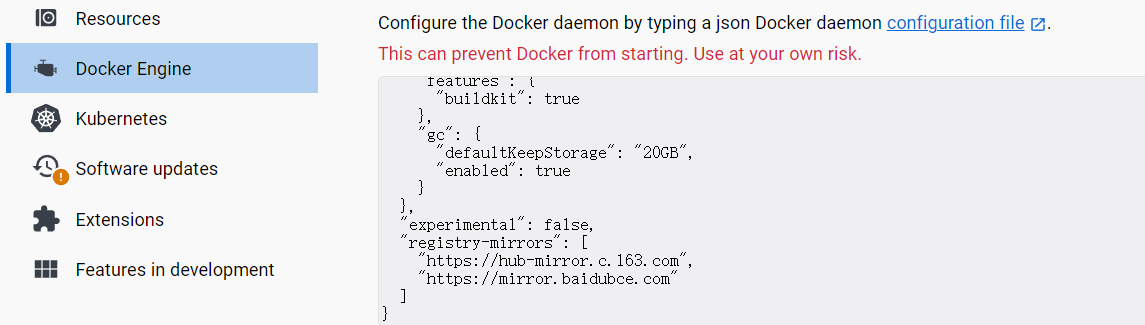 Resources
Docker Engine
Kubernetes
Software updates
Extensions
Features in development
Configure the Docker daemon by typing a json Docker daemon configuration file.
This can prevent Docker from starting. Use at your own risk.
features": {
"buildkit": true
},
"gc": {
"defaultKeepStorage": "20GB",
"enabled": true
}
},
"experimental": false,
"registry-mirrors": [
"https://hub-mirror.c.163.com",
"https://mirror.baidubce.com"
]
}